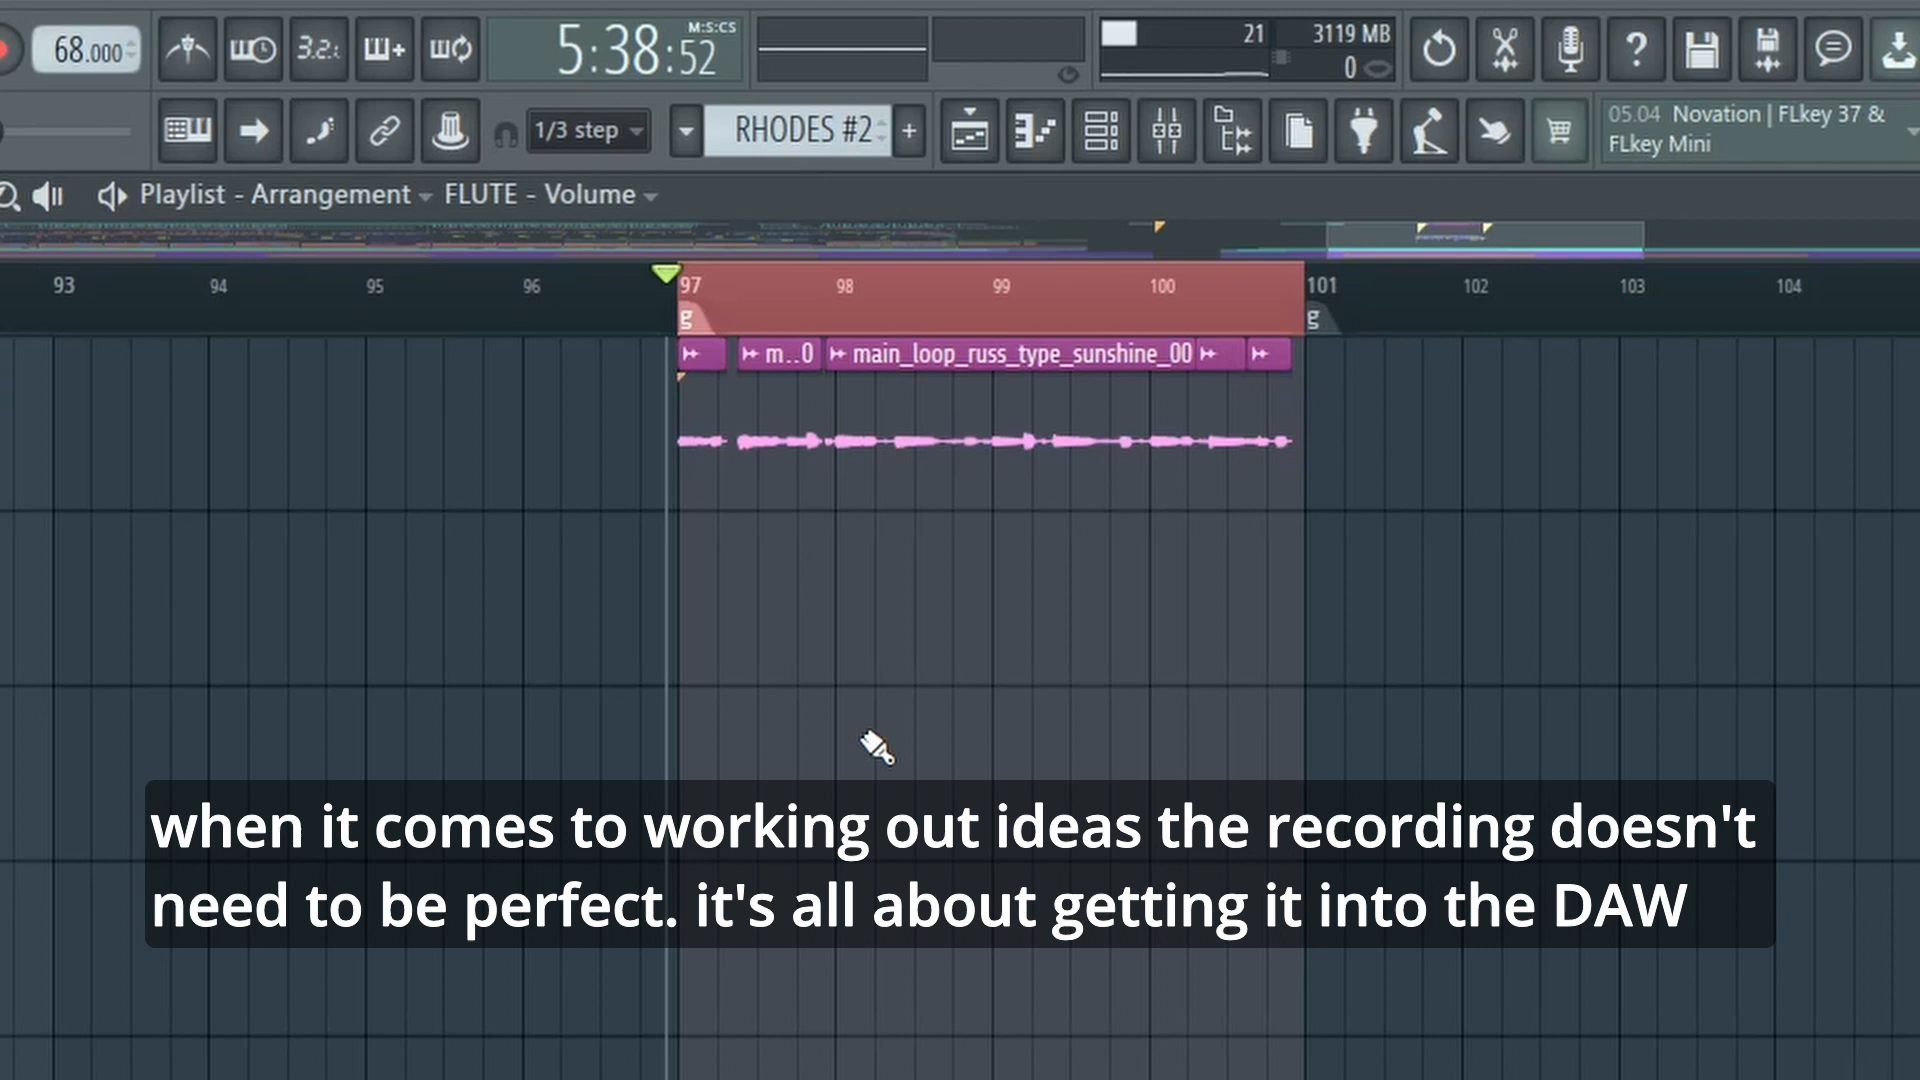 68.000
3.2.
5:38:52
M:S:CS
21
3119 MB
0
1/3 step
RHODES #2
+
05.04 Novation | FLkey 37 &
FLkey Mini
Playlist - Arrangement
FLUTE - Volume
93 94 95 96 97 98 99 100 101 102 103 104
g g
m..0 main_loop_russ_type_sunshine_00
when it comes to working out ideas the recording doesn't
need to be perfect. it's all about getting it into the DAW